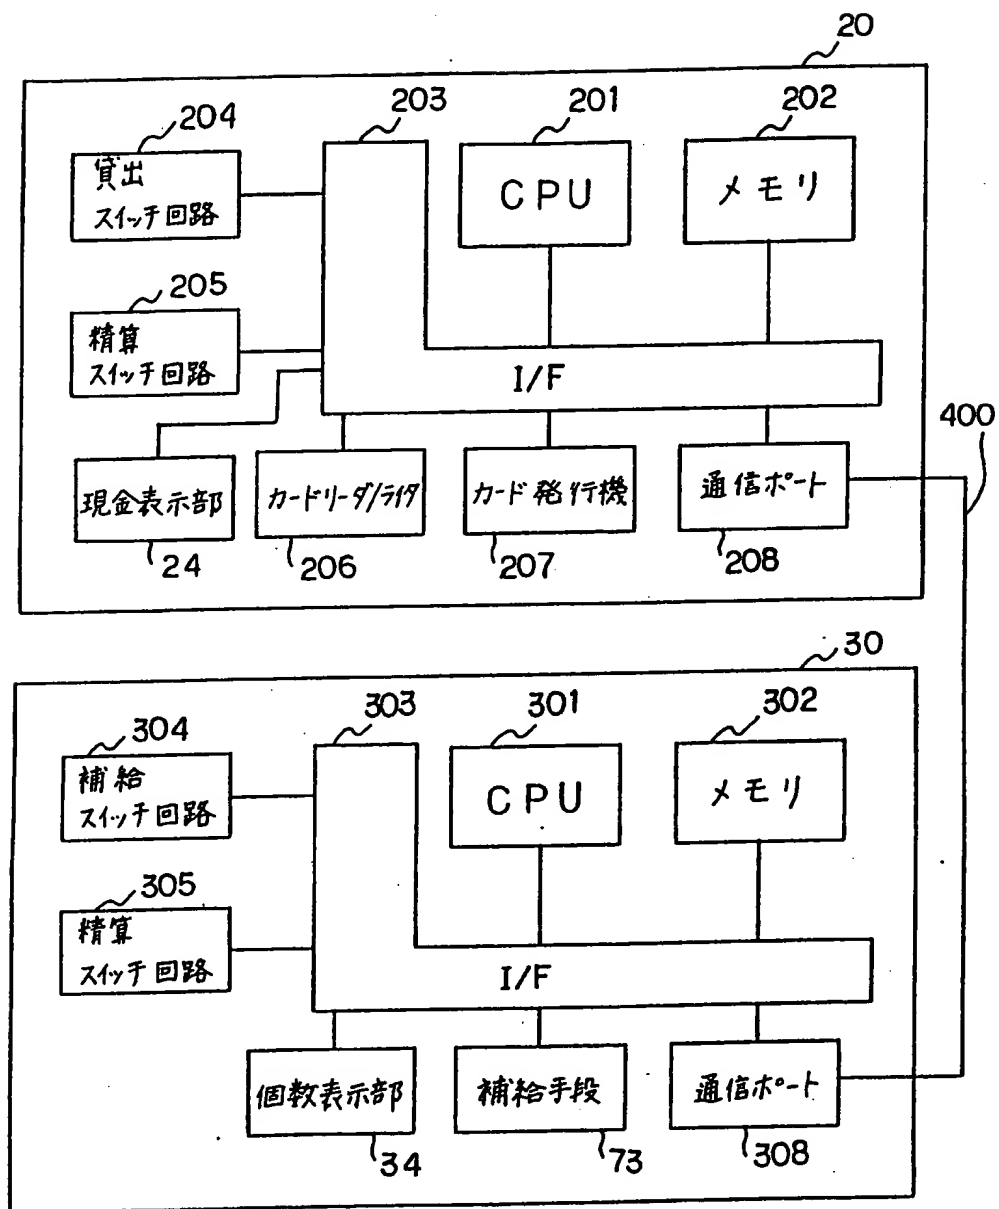 20
204
203
201
202
貸出
スイッチ回路
CPU
メモリ
205
精算
スイッチ回路
I/F
400
現金表示部
カードリーダ/ライタ
カード発行機
通信ポート
24
206
207
208
30
304
303
301
302
補給
スイッチ回路
CPU
メモリ
305
精算
スイッチ回路
I/F
個数表示部
補給手段
通信ポート
34
73
308